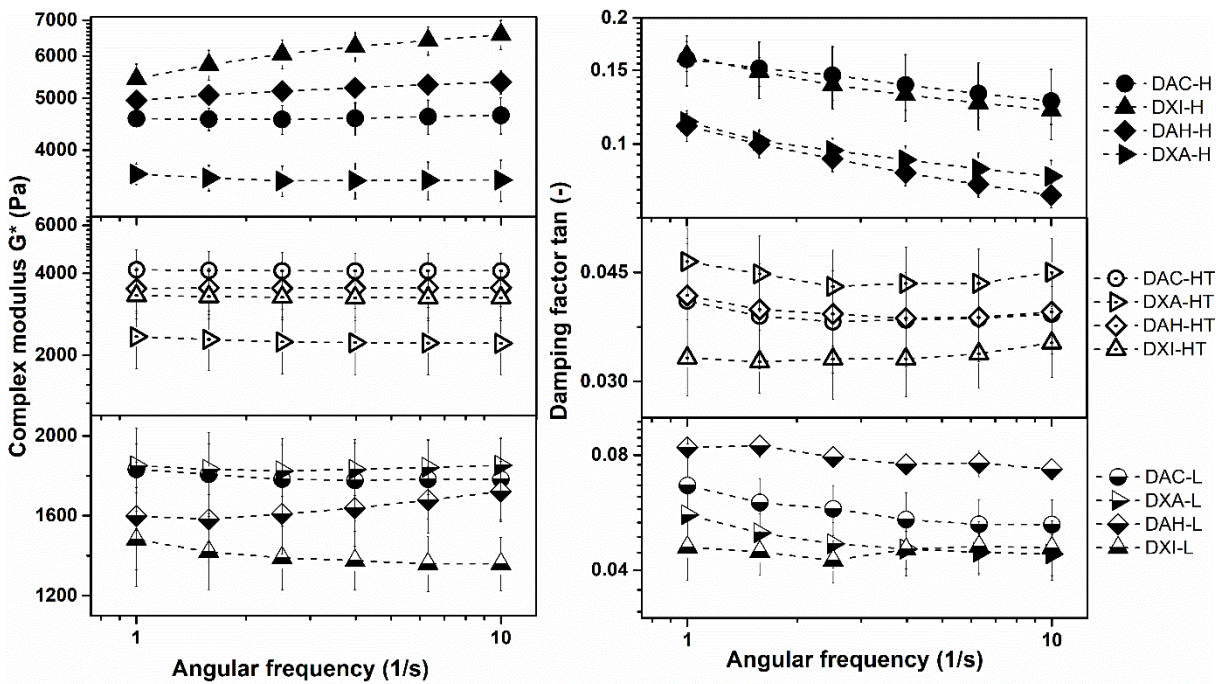 Complex modulus G* (Pa)
7000
6000
5000
4000
6000
4000
2000
2000
1600
1200
1
10
Angular frequency (1/s)
Damping factor tan (-)
0.2
0.15
0.1
0.045
0.030
0.08
0.04
1
10
Angular frequency (1/s)
DAC-H
DXI-H
DAH-H
DXA-H
DAC-HT
DXA-HT
DAH-HT
DXI-HT
DAC-L
DXA-L
DAH-L
DXI-L